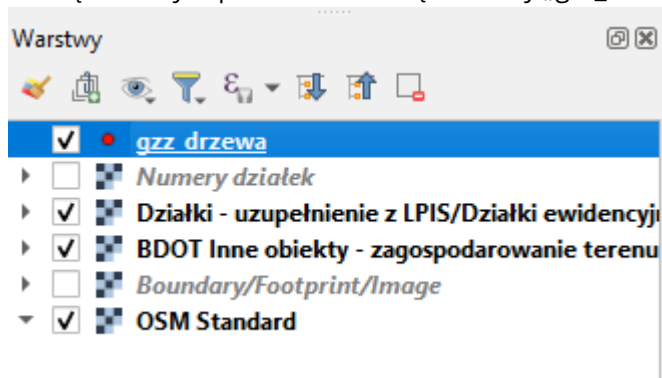 Warstwy
gzz drzewa
Numery działek
Działki - uzupełnienie z LPIS/Działki ewidencyj
BDOT Inne obiekty - zagospodarowanie terenu
Boundary/Footprint/Image
OSM Standard